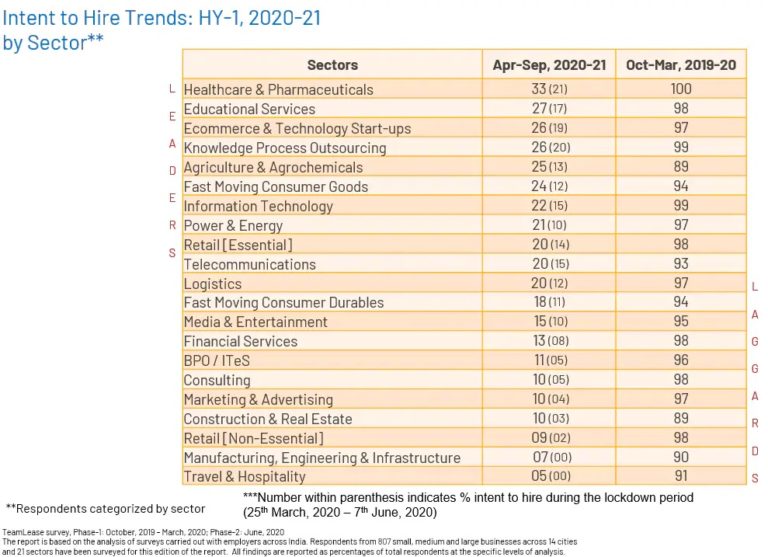 Intent to Hire Trends: HY-1, 2020-21
by Sector**
Sectors Apr-Sep, 2020-21 Oct-Mar, 2019-20
LEADERS
Healthcare & Pharmaceuticals 33 (21) 100
Educational Services 27 (17) 98
Ecommerce & Technology Start-ups 26 (19) 97
Knowledge Process Outsourcing 26 (20) 99
Agriculture & Agrochemicals 25 (13) 89
Fast Moving Consumer Goods 24 (12) 94
Information Technology 22 (15) 99
Power & Energy 21 (10) 97
Retail [Essential] 20 (14) 98
Telecommunications 20 (15) 93
Logistics 20 (12) 97
Fast Moving Consumer Durables 18 (11) 94
Media & Entertainment 15 (10) 95
Financial Services 13 (08) 98
BPO / ITeS 11 (05) 96
Consulting 10 (05) 98
Marketing & Advertising 10 (04) 97
Construction & Real Estate 10 (03) 89
Retail [Non-Essential] 09 (02) 98
Manufacturing, Engineering & Infrastructure 07 (00) 90
Travel & Hospitality 05 (00) 91
LAGGARDS
**Respondents categorized by sector
***Number within parenthesis indicates % intent to hire during the lockdown period
(25th March, 2020 – 7th June, 2020)
TeamLease survey, Phase-1: October, 2019 – March, 2020; Phase-2: June, 2020
The report is based on the analysis of surveys carried out with employers across India. Respondents from 807 small, medium and large businesses across 14 cities
and 21 sectors have been surveyed for this edition of the report. All findings are reported as percentages of total respondents at the specific levels of analysis.